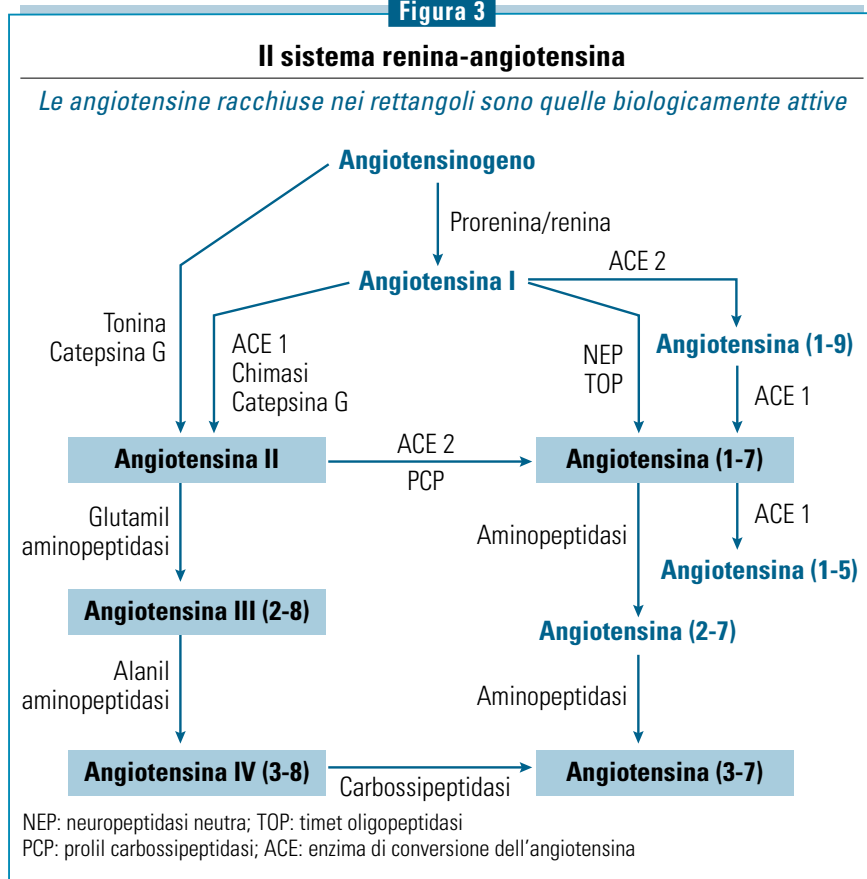 Figura 3
Il sistema renina-angiotensina
Le angiotensine racchiuse nei rettangoli sono quelle biologicamente attive
Angiotensinogeno
Prorenina/renina
ACE 2
Angiotensina I
Tonina
Catepsina G
ACE 1
Chimasi
Catepsina G
NEP
TOP
Angiotensina (1-9)
ACE 1
Angiotensina II
ACE 2
PCP
Angiotensina (1-7)
Glutamil
aminopeptidasi
Aminopeptidasi
ACE 1
Angiotensina (1-5)
Angiotensina III (2-8)
Angiotensina (2-7)
Alanil
aminopeptidasi
Aminopeptidasi
Angiotensina IV (3-8)
Carbossipeptidasi
Angiotensina (3-7)
NEP: neuropeptidasi neutra; TOP: timet oligopeptidasi
PCP: prolil carbossipeptidasi; ACE: enzima di conversione dell'angiotensina